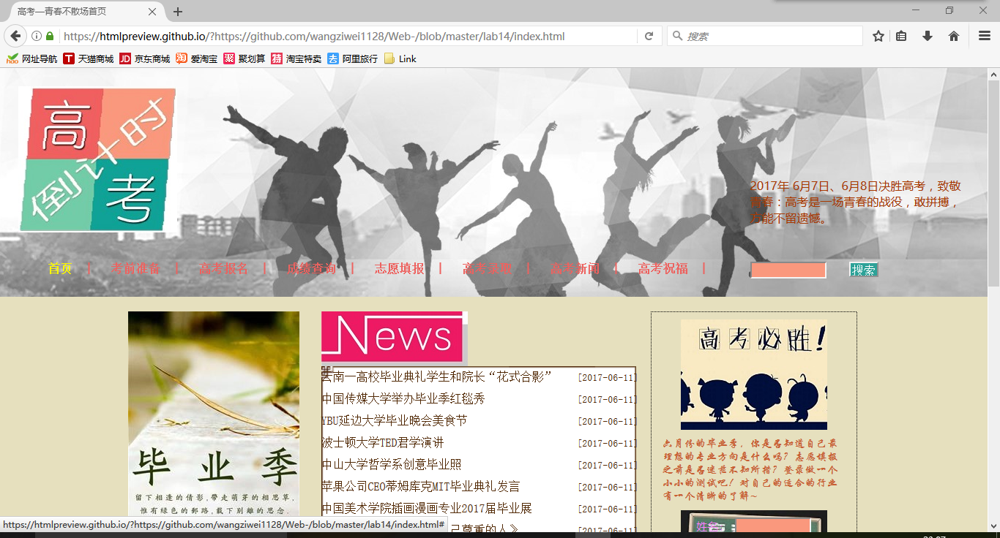 高考—青春不散场首页
https://htmlpreview.github.io/?https://github.com/wangziwei1128/Web-/blob/master/lab14/index.html
搜索
网址导航 天猫商城 京东商城 爱淘宝 聚划算 淘宝特卖 阿里旅行 Link
高
倒计时
考
2017年 6月7日、6月8日决胜高考，致敬
青春：高考是一场青春的战役，敢拼搏，
能不留遗憾。
首页 | 考前准备 | 高考报名 | 成绩查询 | 志愿填报 | 高考录取 | 高考新闻 | 高考祝福 |
搜索
毕业季
留下相逢的倩影,带走萌芽的相思草,
惟有绿色的邮路,载下别离的思念.
News
云南一高校毕业典礼学生和院长“花式合影” [2017-06-11]
中国传媒大学举办毕业季红毯秀 [2017-06-11]
YBU延边大学毕业晚会美食节 [2017-06-11]
波士顿大学TED君学演讲 [2017-06-11]
中山大学哲学系创意毕业照 [2017-06-11]
苹果公司CEO蒂姆库克MIT毕业典礼发言 [2017-06-11]
中国美术学院插画漫画专业2017届毕业展 [2017-06-11]
己尊重的人》 [2017-06-11]
高考必胜!
六月份的毕业季，你是否知道自己最
理想的专业方向是什么吗？志愿填报
之前是否迷茫不知所措？登录做一个
小小的测试吧！对自己的适合的行业
有一个清晰的了解~
姓名
https://htmlpreview.github.io/?https://github.com/wangziwei1128/Web-/blob/master/lab14/index.html#